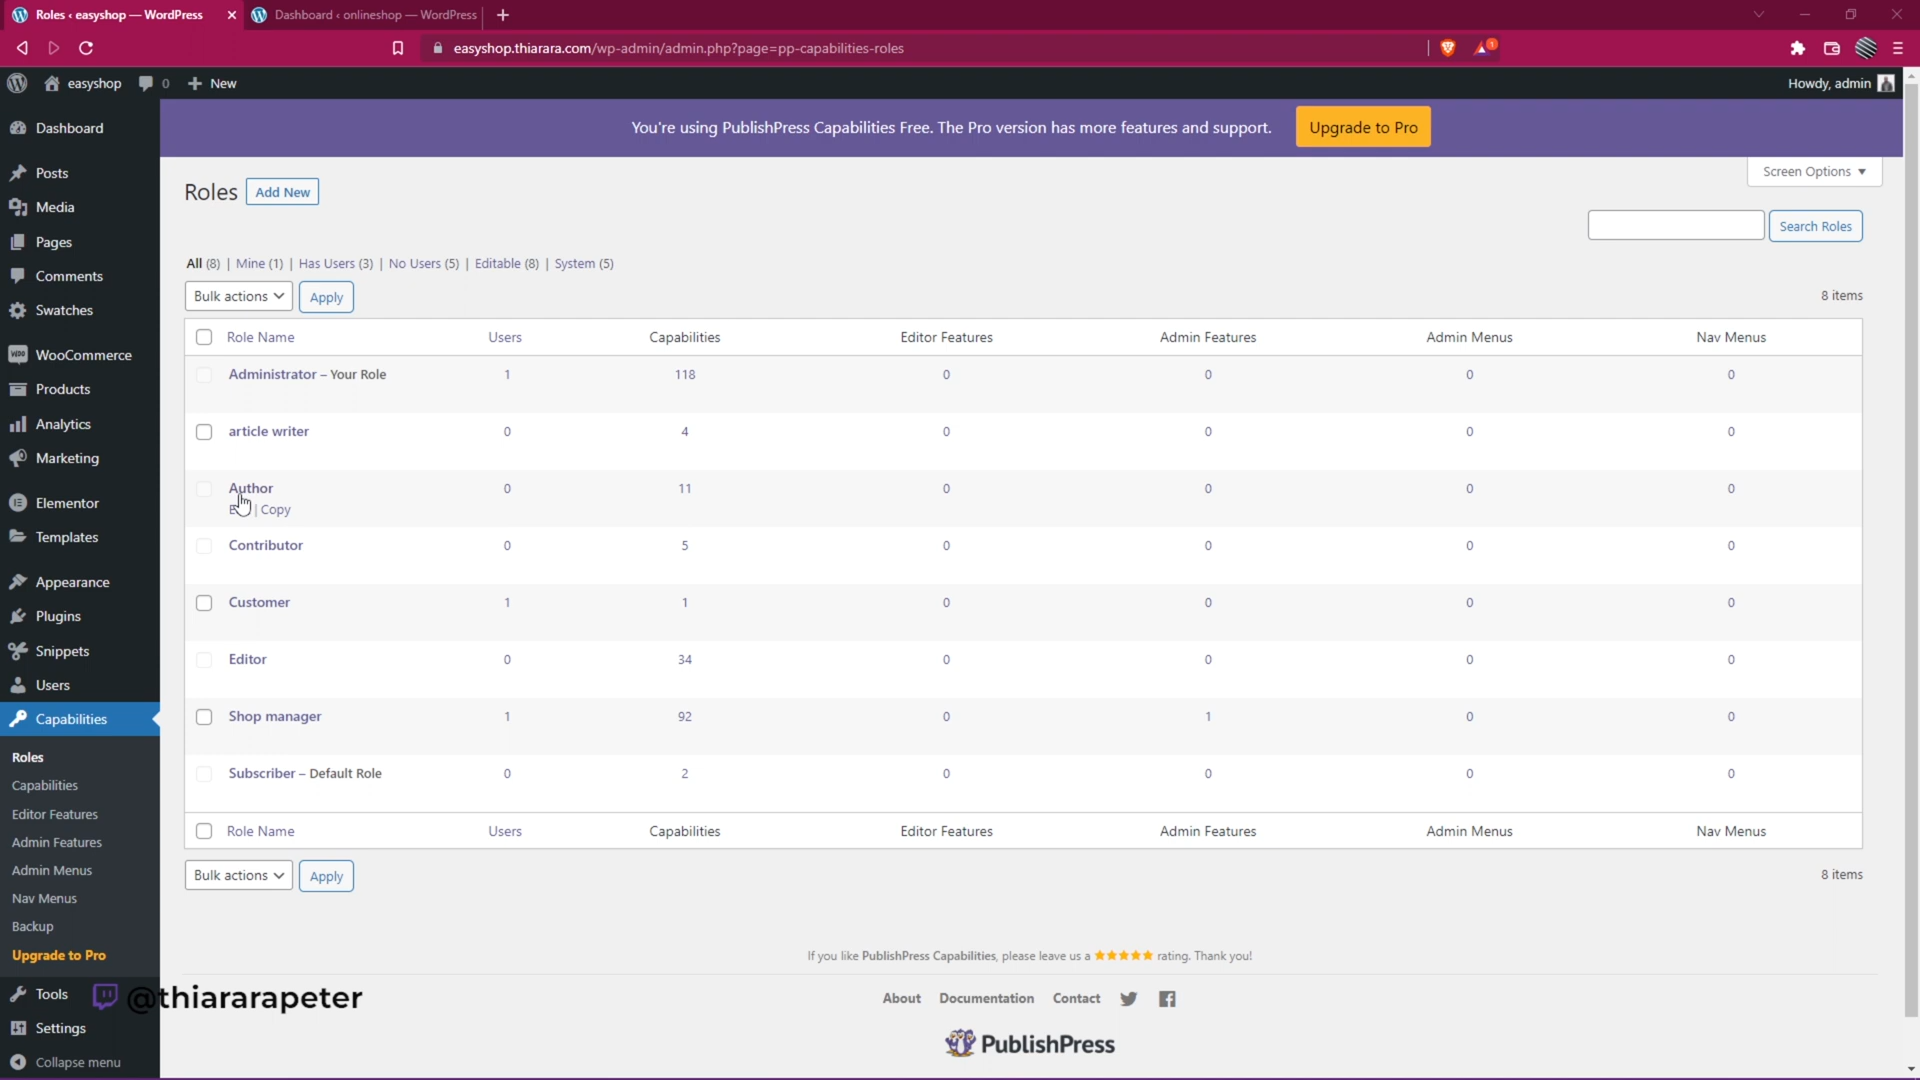 Roles ‹ easyshop — WordPress
Dashboard ‹ onlineshop — WordPress
easyshop.thiarara.com/wp-admin/admin.php?page=pp-capabilities-roles
1
easyshop
0
New
Howdy, admin
You're using PublishPress Capabilities Free. The Pro version has more features and support.
Upgrade to Pro
Dashboard
Posts
Media
Pages
Comments
Swatches
WooCommerce
Products
Analytics
Marketing
Elementor
Templates
Appearance
Plugins
Snippets
Users
Capabilities
Roles
Capabilities
Editor Features
Admin Features
Admin Menus
Nav Menus
Backup
Upgrade to Pro
Tools
Settings
Collapse menu
Screen Options
Roles
Add New
Search Roles
All (8) | Mine (1) | Has Users (3) | No Users (5) | Editable (8) | System (5)
Bulk actions
Apply
8 items
Role Name Users Capabilities Editor Features Admin Features Admin Menus Nav Menus
Administrator – Your Role 1 118 0 0 0 0
article writer 0 4 0 0 0 0
Author 0 11 0 0 0 0
| Copy
Contributor 0 5 0 0 0 0
Customer 1 1 0 0 0 0
Editor 0 34 0 0 0 0
Shop manager 1 92 0 1 0 0
Subscriber – Default Role 0 2 0 0 0 0
Role Name Users Capabilities Editor Features Admin Features Admin Menus Nav Menus
Bulk actions
Apply
8 items
If you like PublishPress Capabilities, please leave us a ★★★★★ rating. Thank you!
About Documentation Contact
PublishPress
@thiararapeter